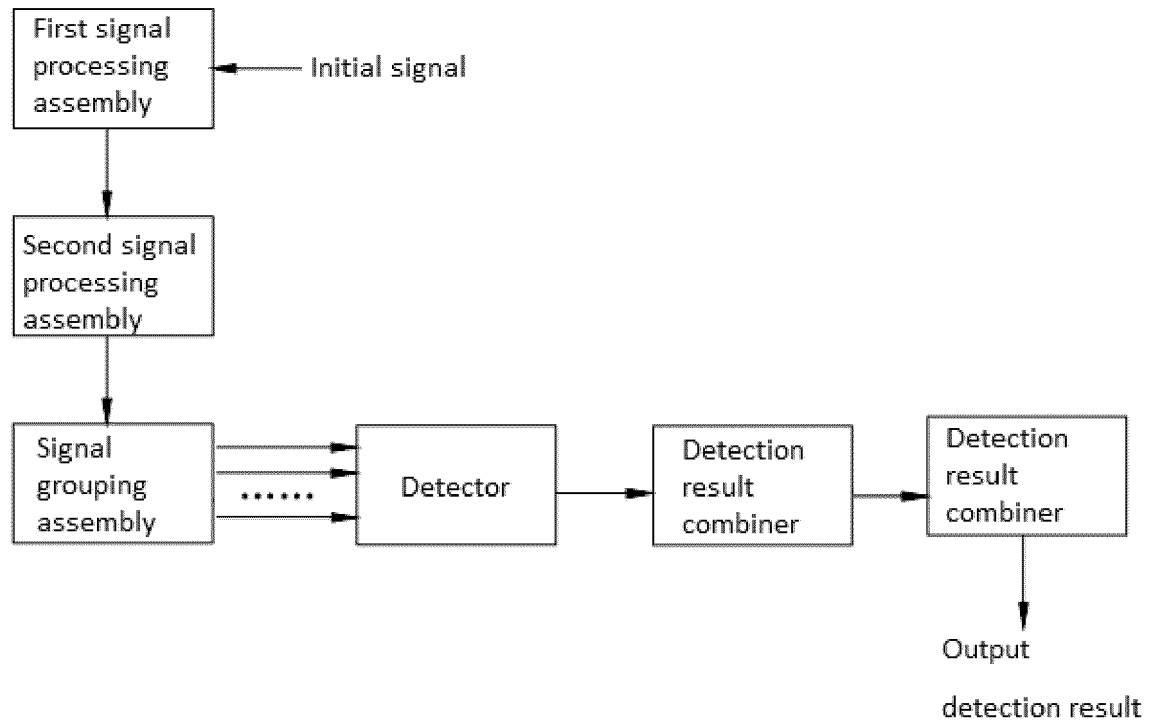 First signal
processing
assembly
Initial signal
Second signal
processing
assembly
Signal
grouping
assembly
......
Detector
Detection
result
combiner
Detection
result
combiner
Output
detection result